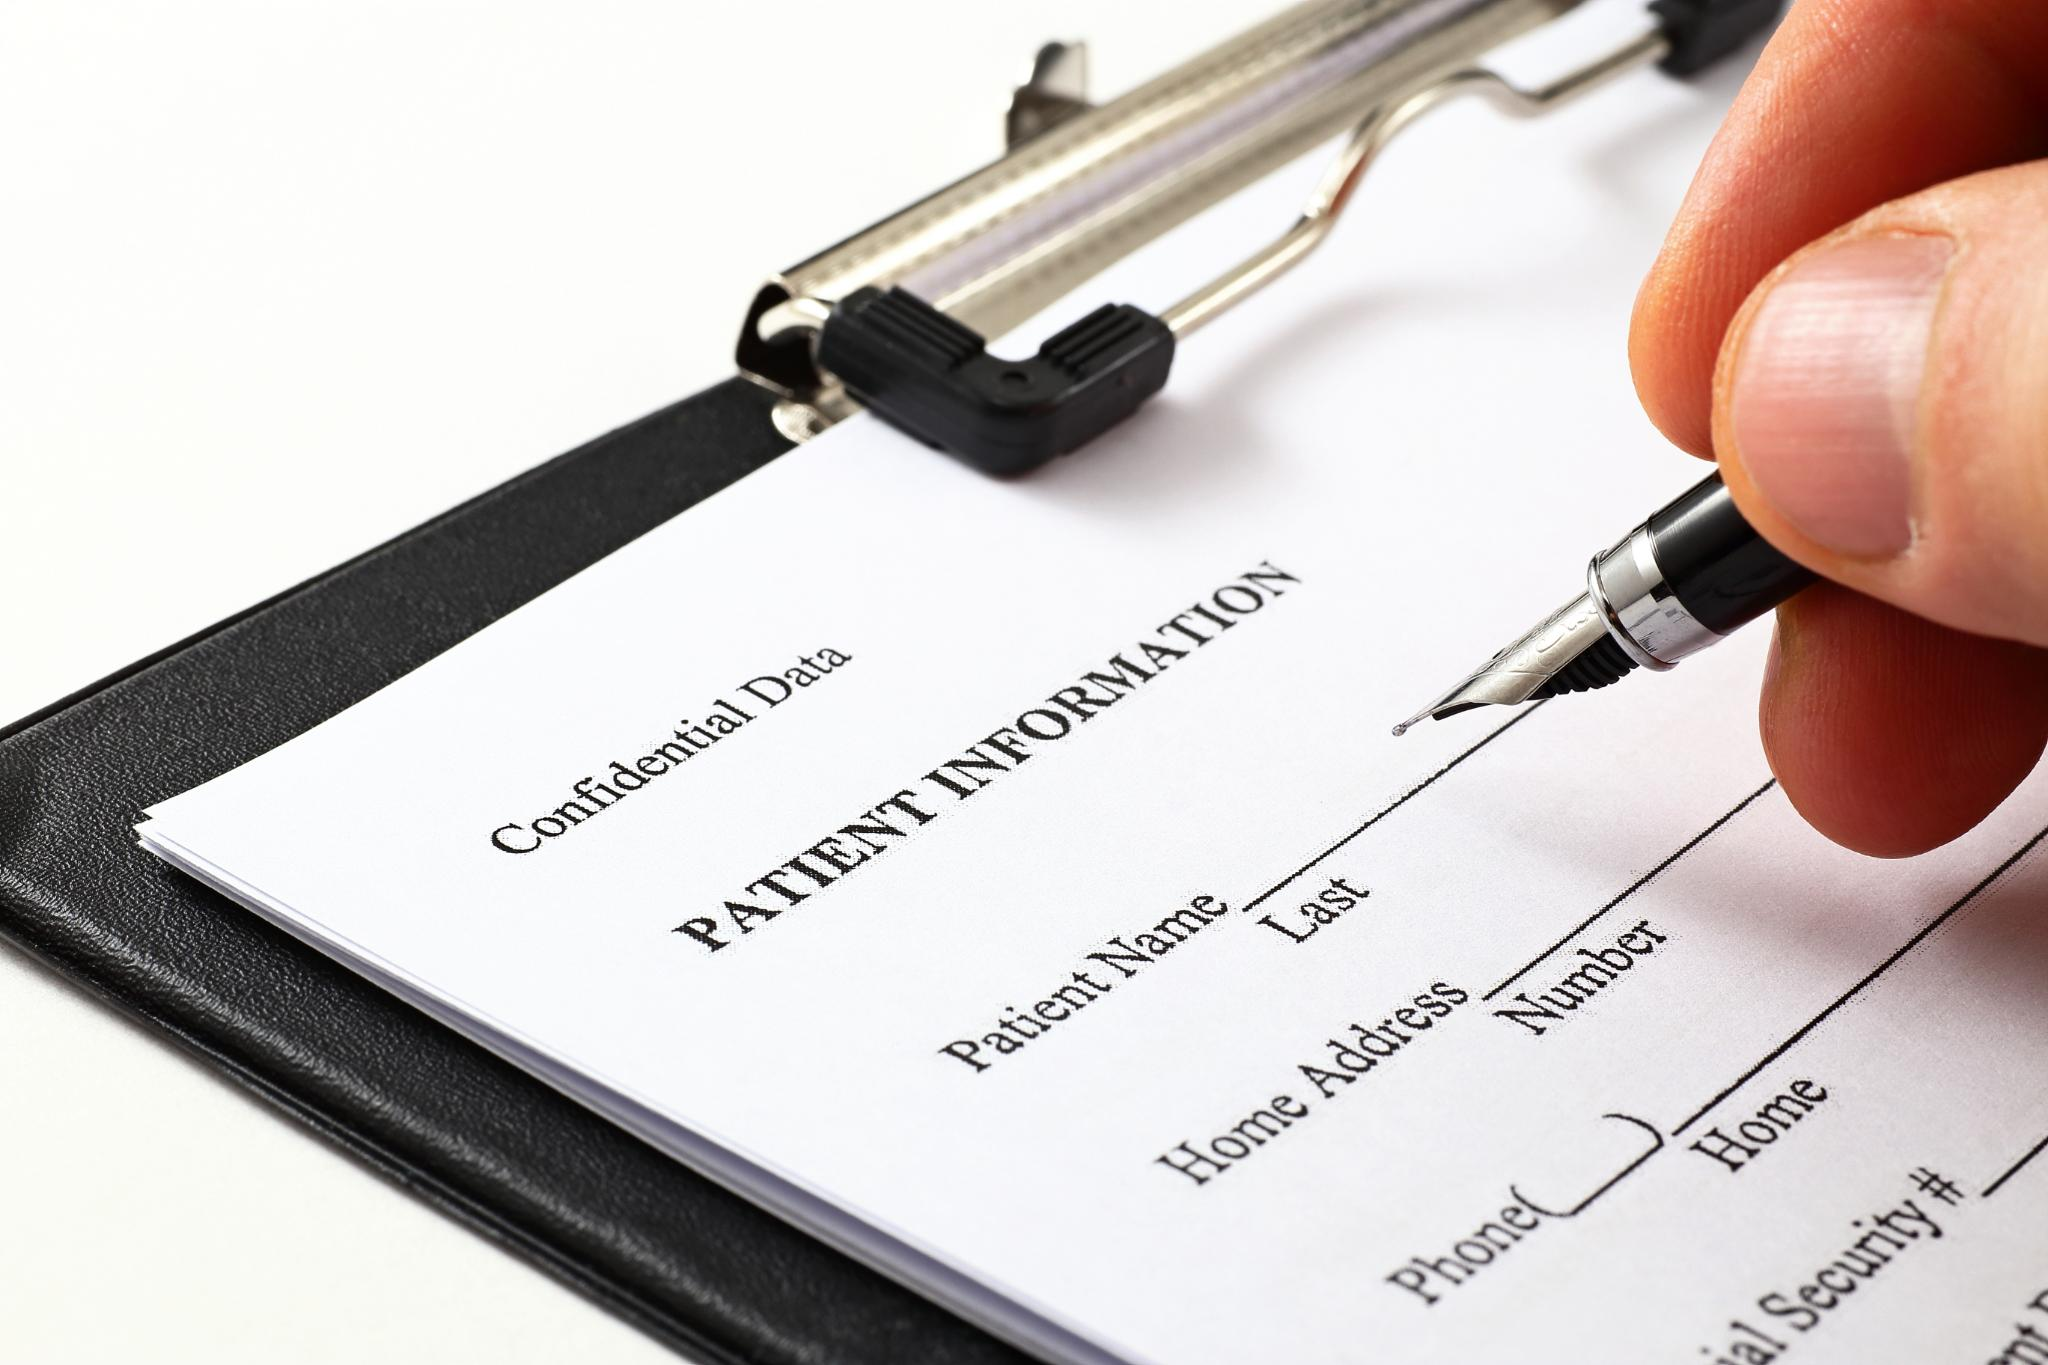 Confidential Data
PATIENT INFORMATION
Patient Name
Last
Home Address
Number
Phone( )
Home
Security #